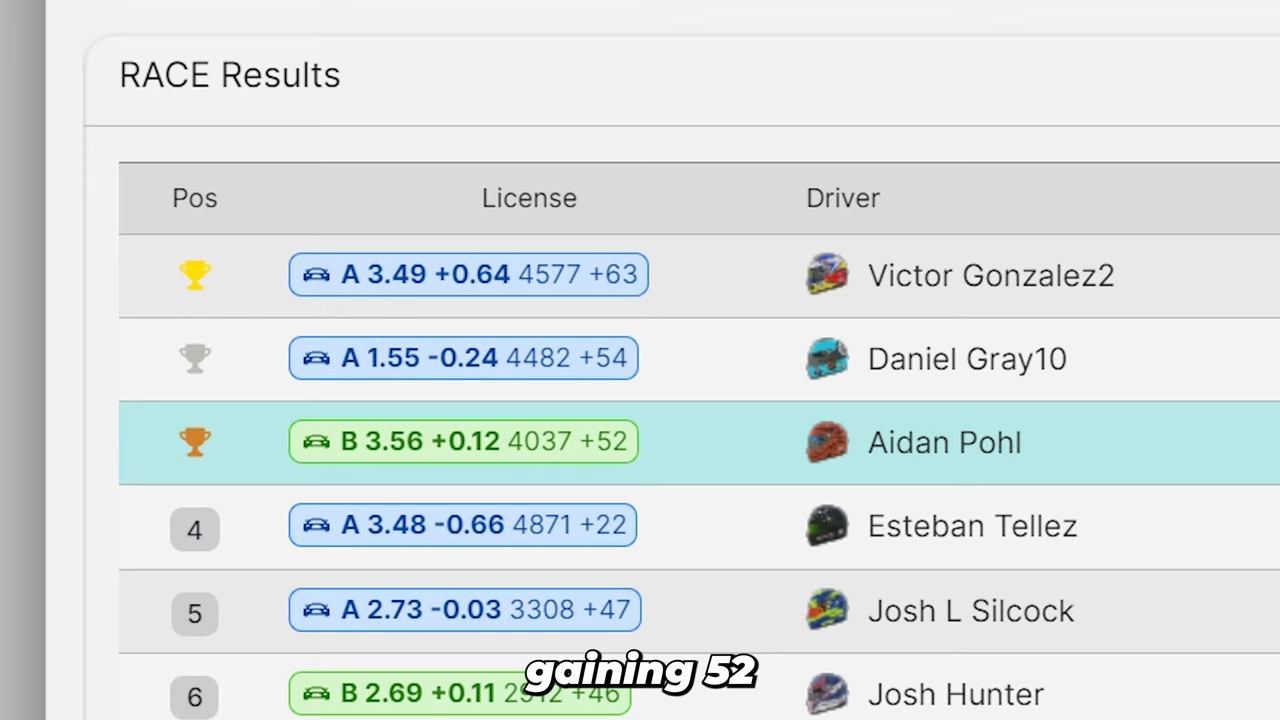 RACE Results
Pos License Driver
A 3.49 +0.64 4577 +63 Victor Gonzalez2
A 1.55 -0.24 4482 +54 Daniel Gray10
B 3.56 +0.12 4037 +52 Aidan Pohl
4 A 3.48 -0.66 4871 +22 Esteban Tellez
5 A 2.73 -0.03 3308 +47 Josh L Silcock
6 B 2.69 +0.11 +46 Josh Hunter
gaining 52